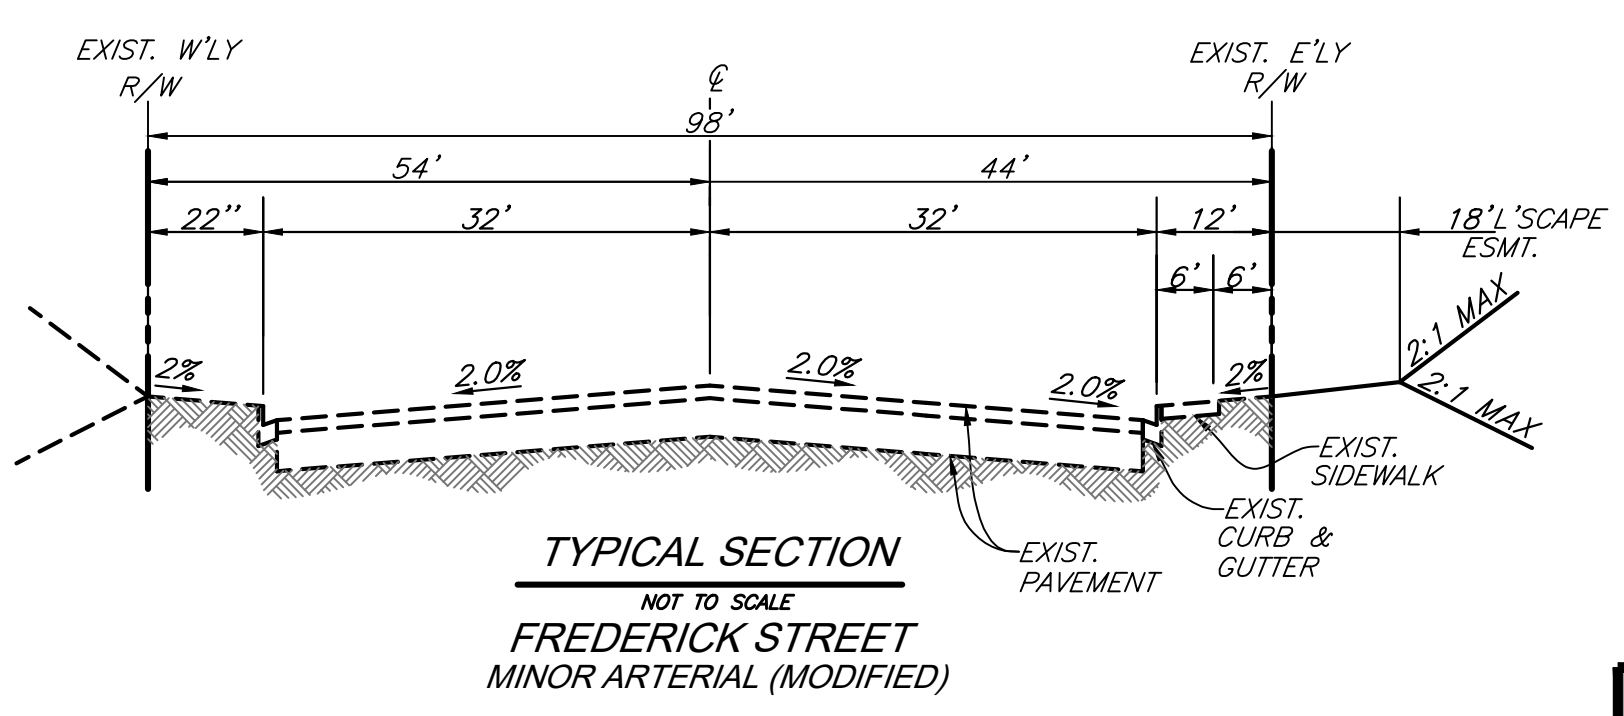 EXIST. W'LY
R/W
℄
EXIST. E'LY
R/W
98'
54'
44'
22''
32'
32'
12'
18' L'SCAPE
ESMT.
6'
6'
2:1 MAX
2%
2.0%
2.0%
2.0%
2%
2:1 MAX
EXIST.
SIDEWALK
EXIST.
CURB &
GUTTER
EXIST.
PAVEMENT
TYPICAL SECTION
NOT TO SCALE
FREDERICK STREET
MINOR ARTERIAL (MODIFIED)